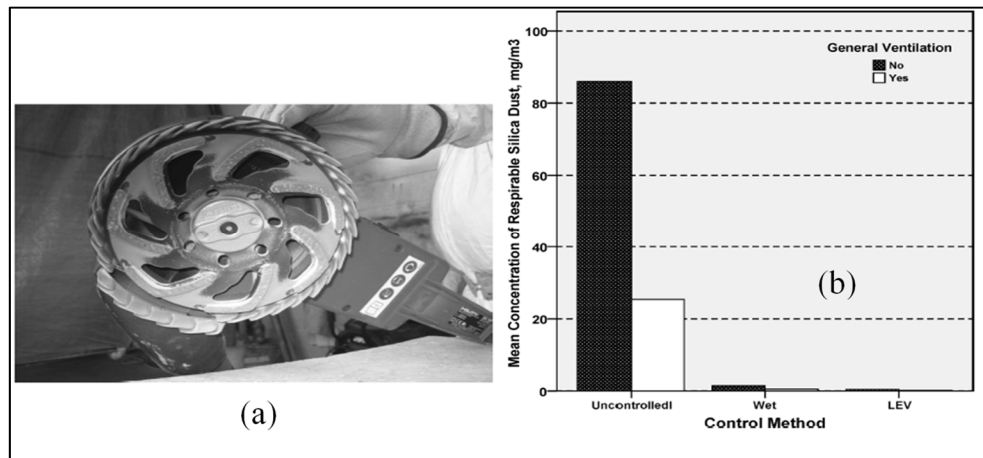 (a)
Mean Concentration of Respirable Silica Dust, mg/m3
100
80
60
40
20
0
General Ventilation
No
Yes
(b)
Uncontrolledl
Wet
LEV
Control Method